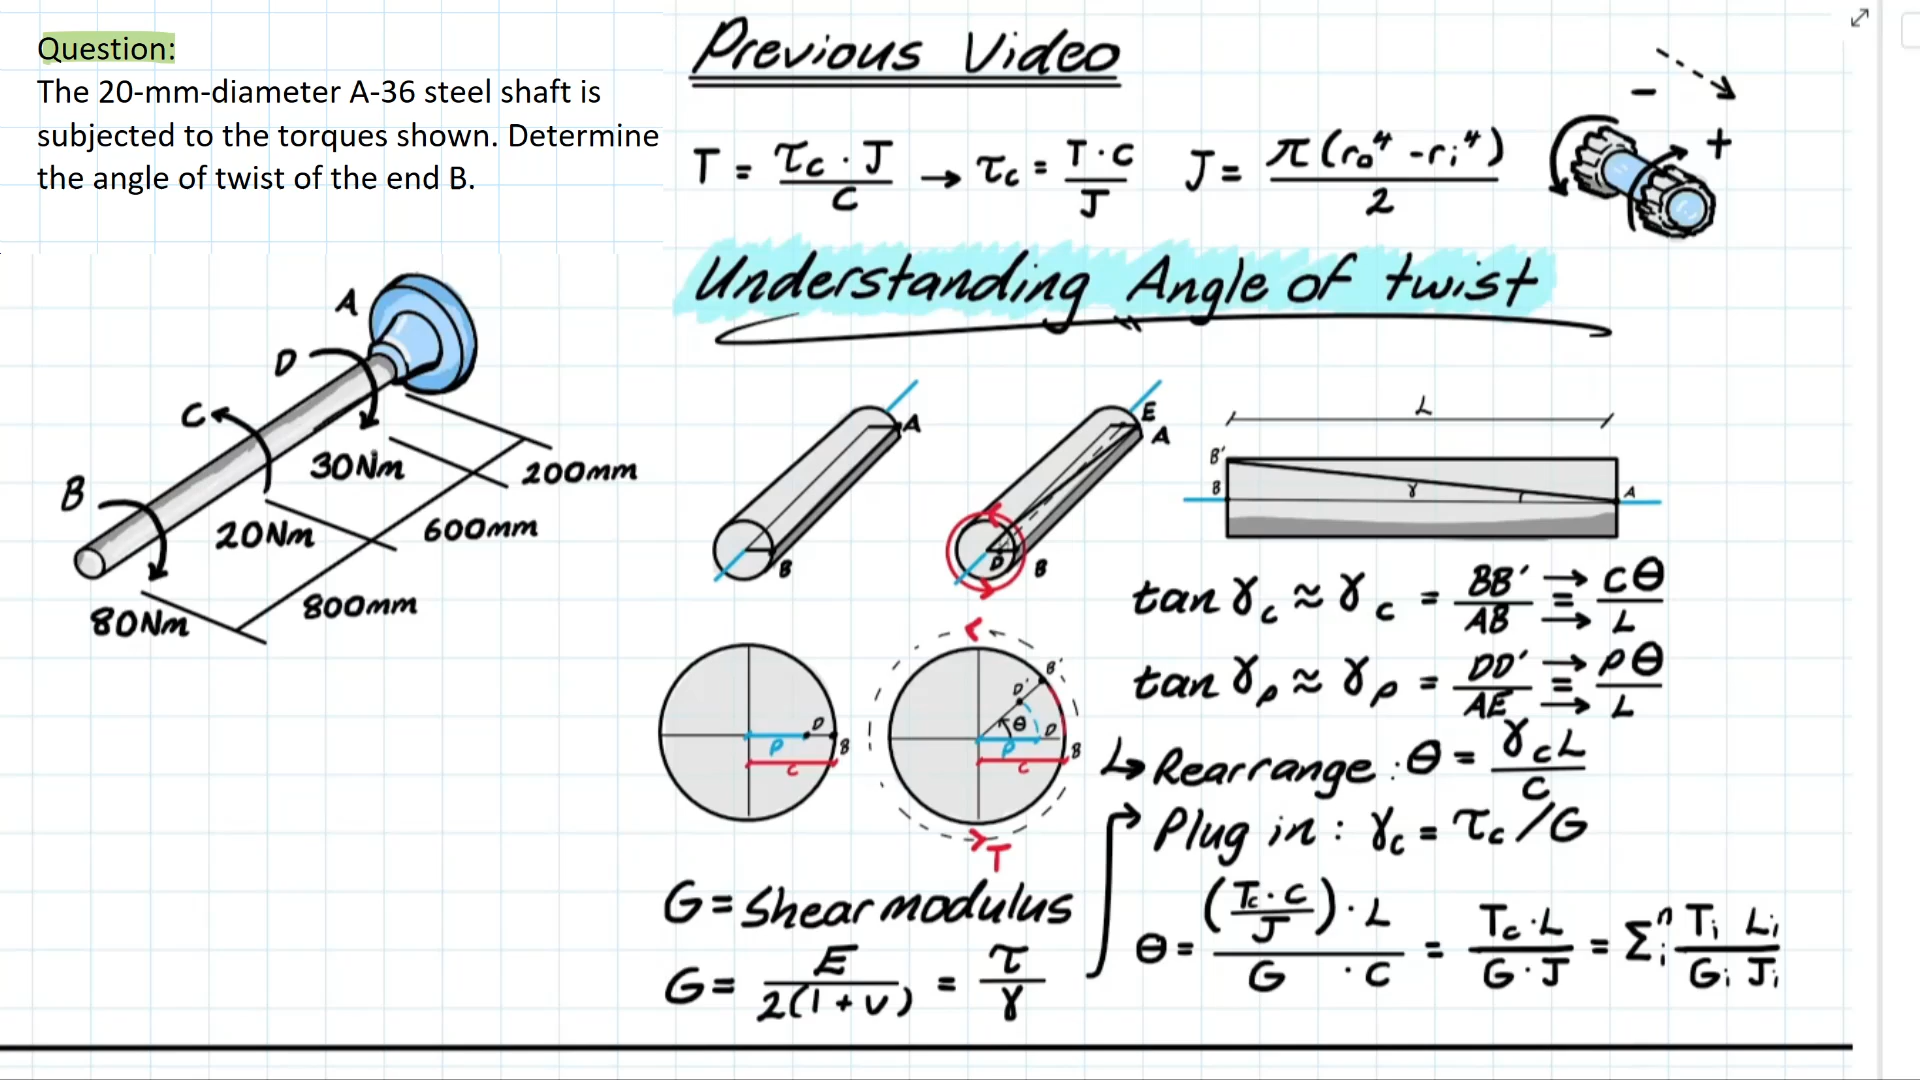 Question:
The 20-mm-diameter A-36 steel shaft is
subjected to the torques shown. Determine
the angle of twist of the end B.
A
D
C
B
30Nm
200mm
20Nm
600mm
80Nm
800mm
Previous Video
T = τc · J / C → τc = T · C / J J = π(ro⁴ - ri⁴) / 2
- +
Understanding Angle of twist
A
B
E
A
D
B
L
B'
B
γ
A
tan γc ≈ γc = BB' / AB ⇒ Cθ / L
tan γρ ≈ γρ = DD' / AE ⇒ ρθ / L
↳ Rearrange: θ = γcL / C
Plug in: γc = τc/G
θ = (Tc · C / J) · L / G · C = Tc · L / G · J = Σiⁿ Ti Li / Gi Ji
D
B
ρ
C
B'
D'
θ
D
B
ρ
C
T
G = Shear modulus
G = E / 2(1 + ν) = τ / γ